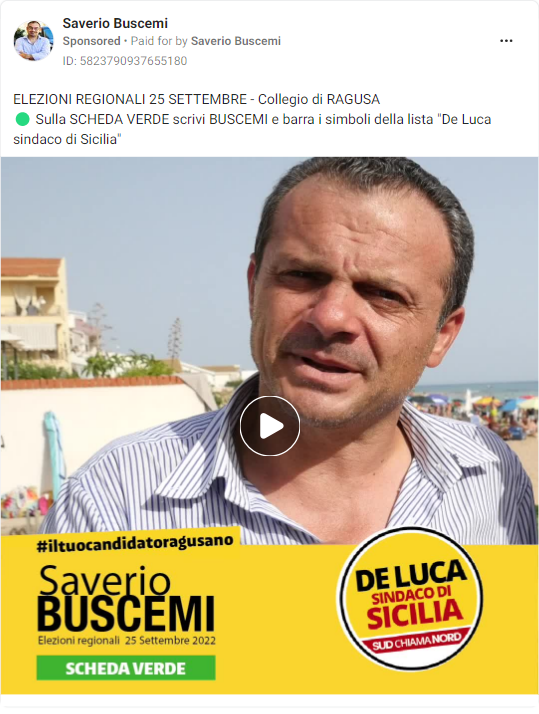 Saverio Buscemi
Sponsored • Paid for by Saverio Buscemi
ID: 5823790937655180
ELEZIONI REGIONALI 25 SETTEMBRE - Collegio di RAGUSA
🟢 Sulla SCHEDA VERDE scrivi BUSCEMI e barra i simboli della lista "De Luca
sindaco di Sicilia"
#iltuocandidatoragusano
Saverio
BUSCEMI
Elezioni regionali 25 Settembre 2022
SCHEDA VERDE
DE LUCA
SINDACO DI
SICILIA
SUD CHIAMA NORD